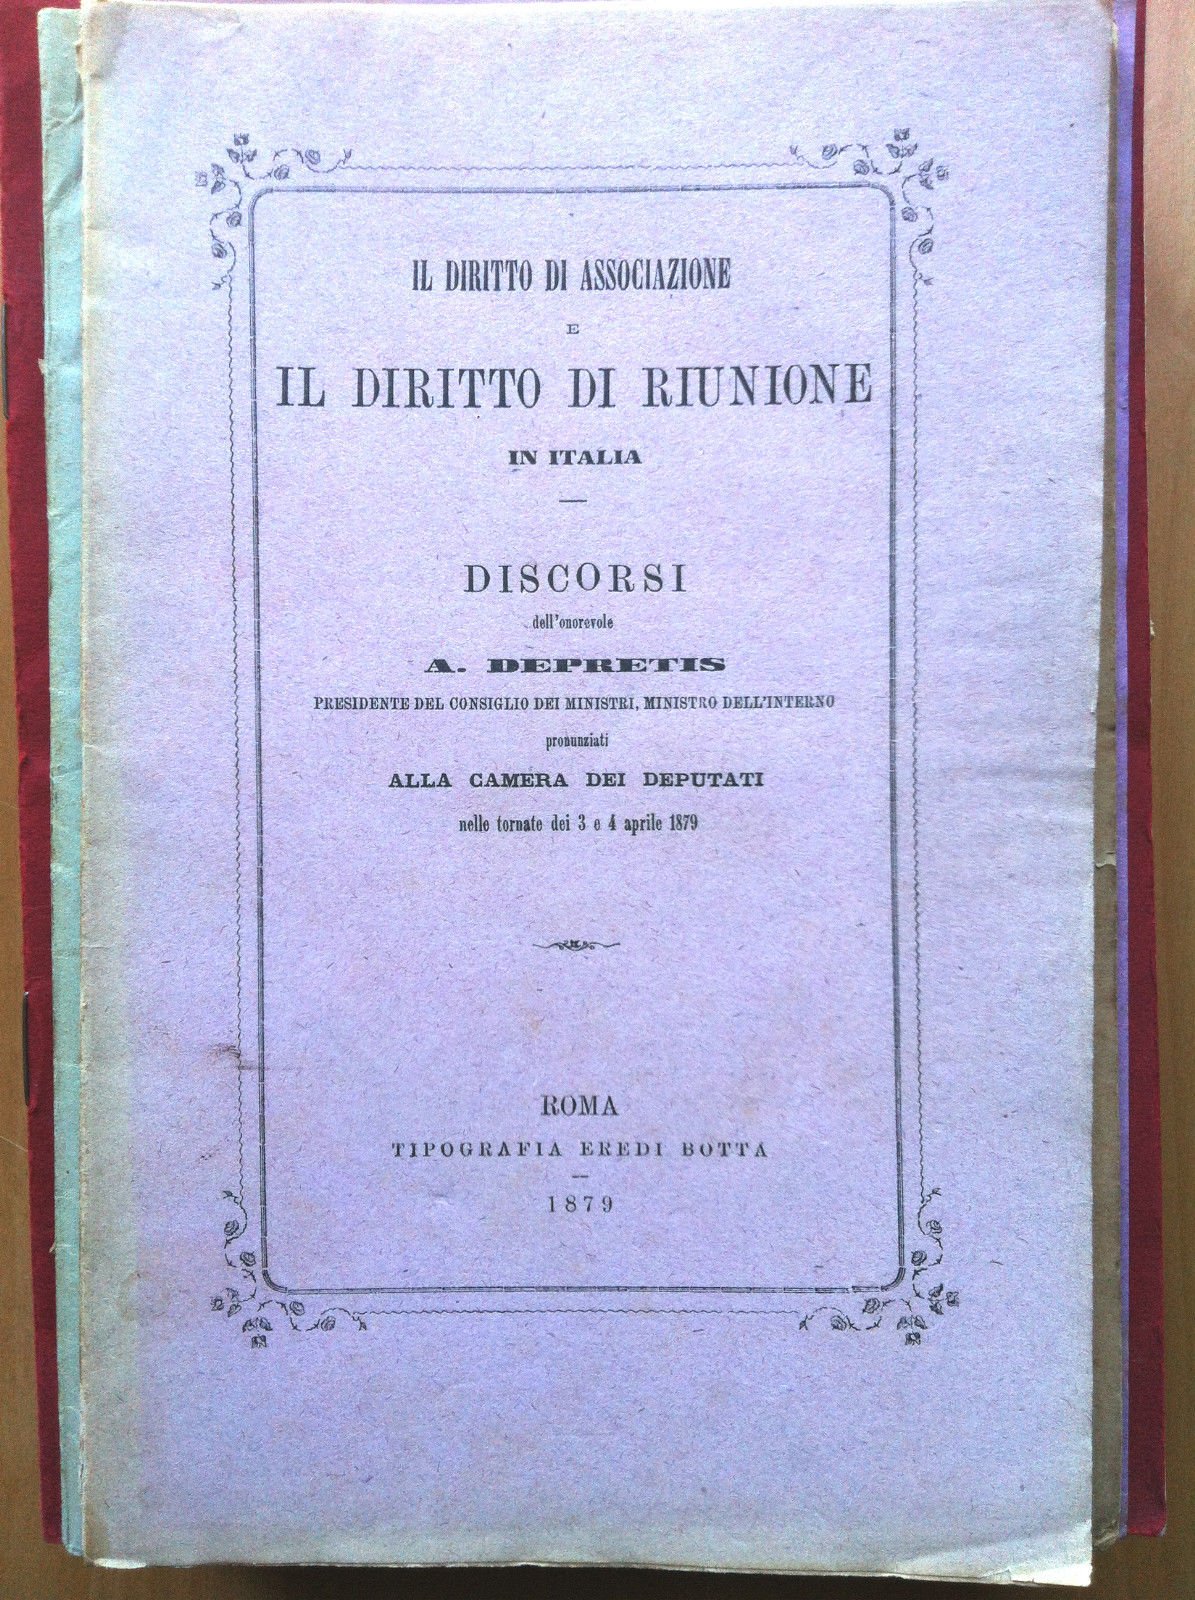 IL DIRITTO DI ASSOCIAZIONE
E
IL DIRITTO DI RIUNIONE
IN ITALIA
DISCORSI
dell'onorevole
A. DEPRETIS
PRESIDENTE DEL CONSIGLIO DEI MINISTRI, MINISTRO DELL'INTERNO
pronunziati
ALLA CAMERA DEI DEPUTATI
nelle tornate dei 3 e 4 aprile 1879
ROMA
TIPOGRAFIA EREDI BOTTA
1879